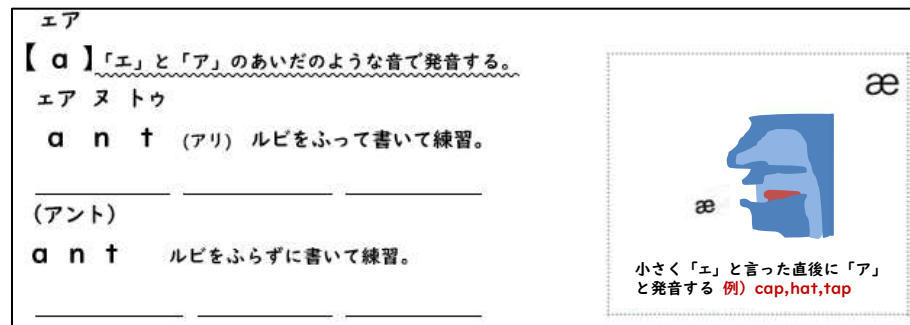 ェア
【 a 】「エ」と「ア」のあいだのような音で発音する。
ェア ヌ トゥ
a n t (アリ) ルビをふって書いて練習。
(アント)
a n t ルビをふらずに書いて練習。
æ
æ
小さく「エ」と言った直後に「ア」
と発音する 例）cap,hat,tap